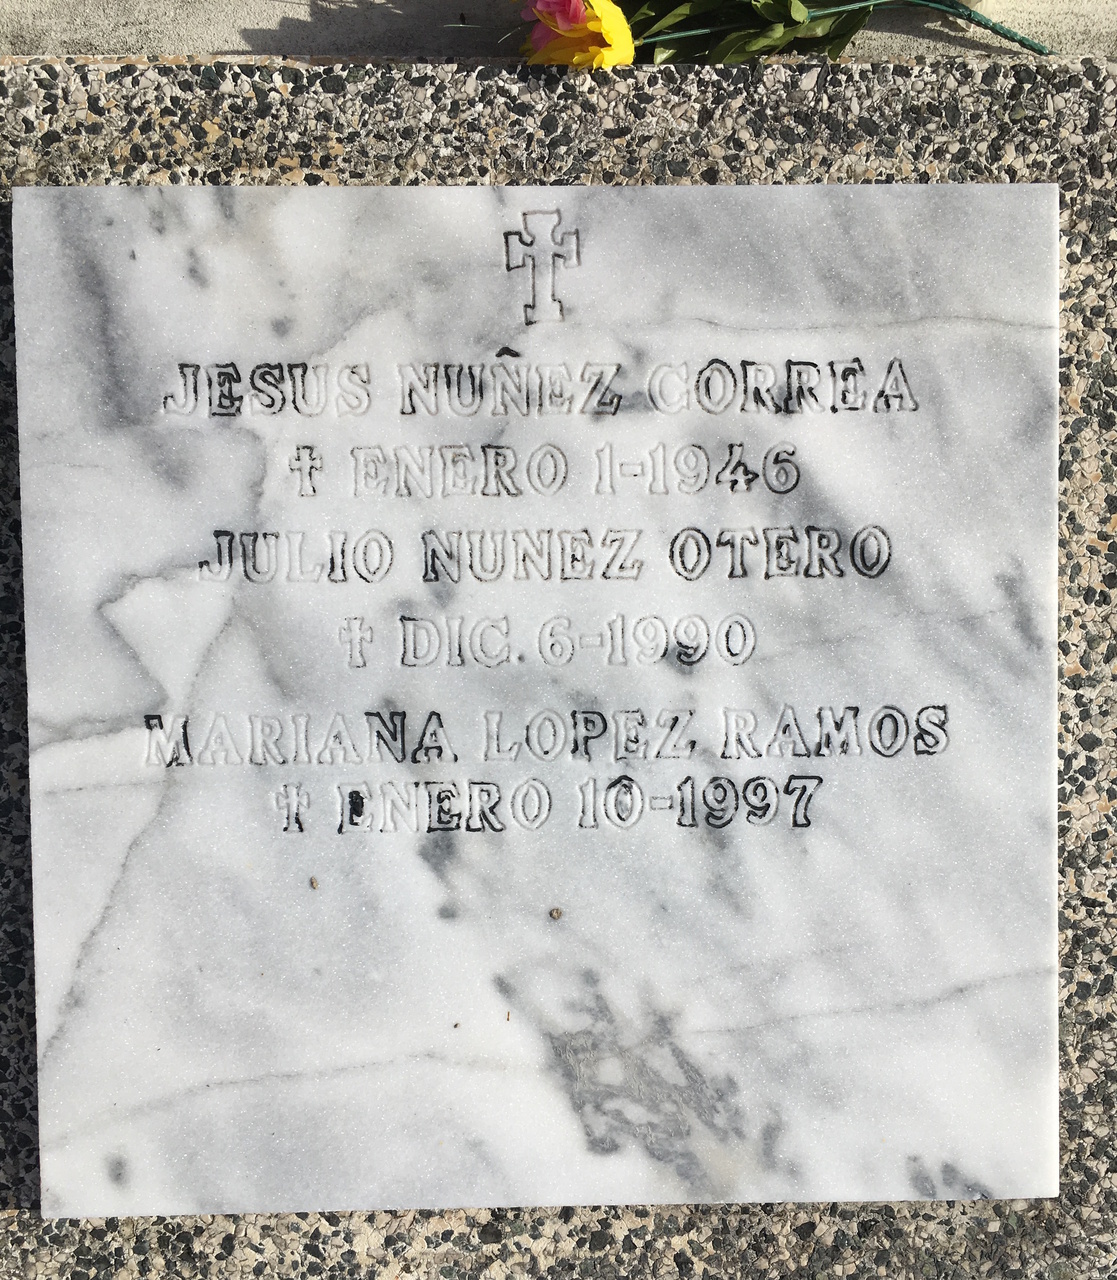 JESUS NUÑEZ CORREA
✝ ENERO 1-1946
JULIO NUNEZ OTERO
✝ DIC. 6-1990
MARIANA LOPEZ RAMOS
✝ ENERO 10-1997